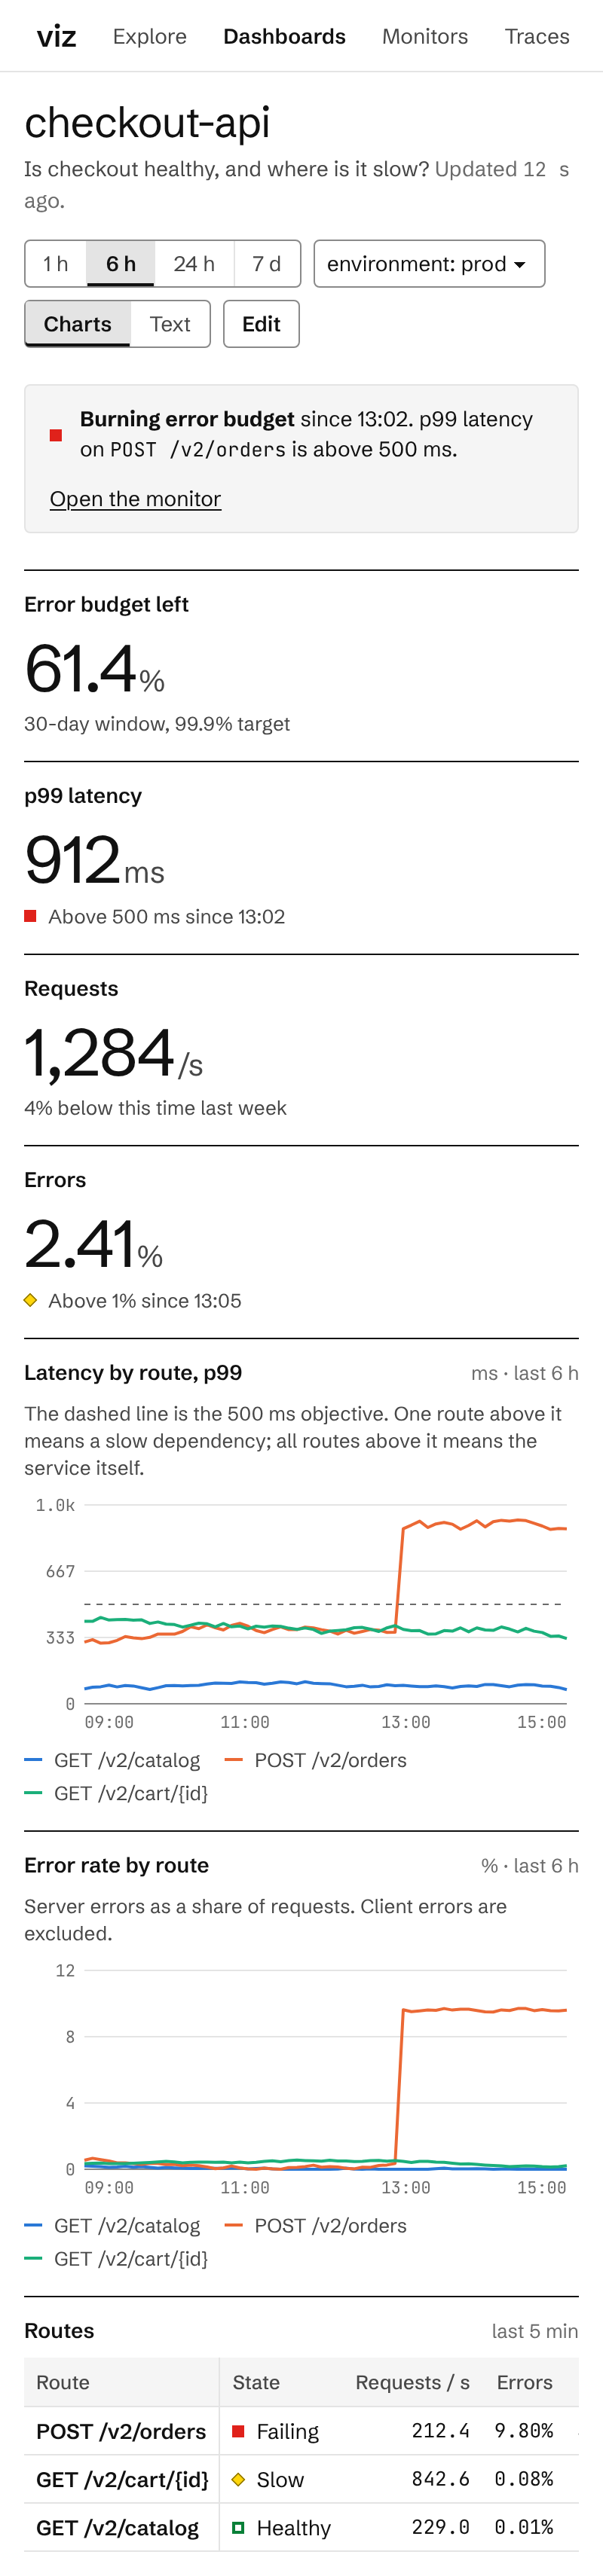 viz Explore Dashboards Monitors Traces
checkout-api
Is checkout healthy, and where is it slow? Updated 12 s
ago.
1 h 6 h 24 h 7 d environment: prod
Charts Text Edit
Burning error budget since 13:02. p99 latency
on POST /v2/orders is above 500 ms.
Open the monitor
Error budget left
61.4%
30-day window, 99.9% target
p99 latency
912ms
Above 500 ms since 13:02
Requests
1,284/s
4% below this time last week
Errors
2.41%
Above 1% since 13:05
Latency by route, p99 ms · last 6 h
The dashed line is the 500 ms objective. One route above it
means a slow dependency; all routes above it means the
service itself.
1.0k
667
333
0
09:00 11:00 13:00 15:00
GET /v2/catalog POST /v2/orders
GET /v2/cart/{id}
Error rate by route % · last 6 h
Server errors as a share of requests. Client errors are
excluded.
12
8
4
0
09:00 11:00 13:00 15:00
GET /v2/catalog POST /v2/orders
GET /v2/cart/{id}
Routes last 5 min
Route State Requests / s Errors
POST /v2/orders Failing 212.4 9.80%
GET /v2/cart/{id} Slow 842.6 0.08%
GET /v2/catalog Healthy 229.0 0.01%